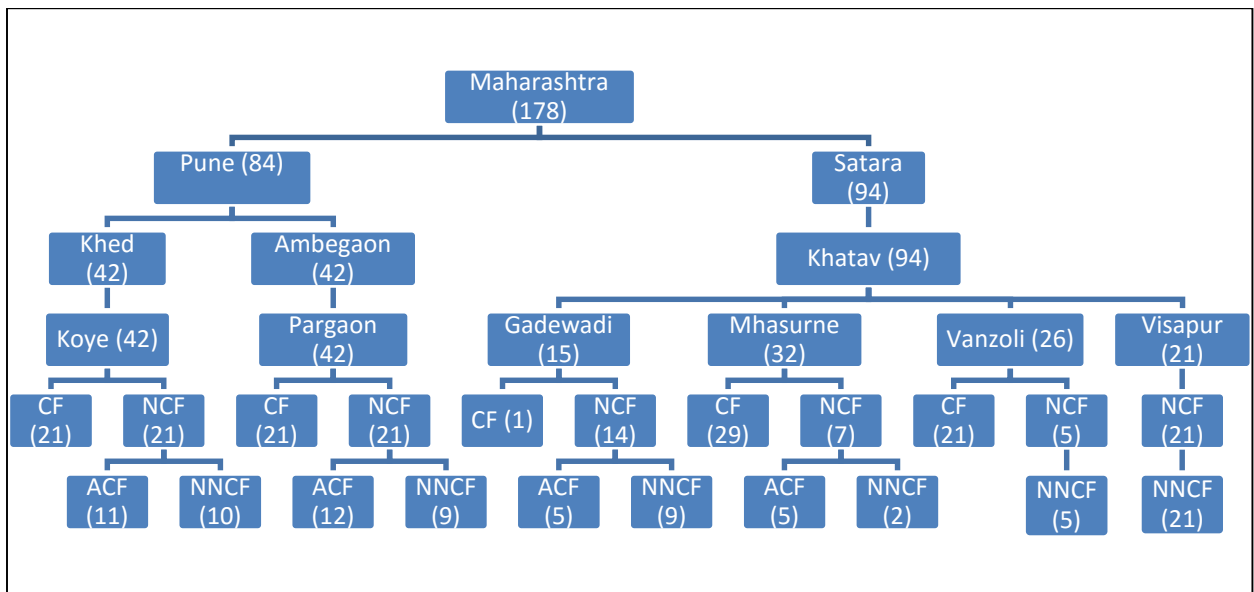 Maharashtra
(178)
Pune (84)
Satara
(94)
Khed
(42)
Ambegaon
(42)
Khatav (94)
Koye (42)
Pargaon
(42)
Gadewadi
(15)
Mhasurne
(32)
Vanzoli (26)
Visapur
(21)
CF
(21)
NCF
(21)
CF
(21)
NCF
(21)
CF (1)
NCF
(14)
CF
(29)
NCF
(7)
CF
(21)
NCF
(5)
NCF
(21)
ACF
(11)
NNCF
(10)
ACF
(12)
NNCF
(9)
ACF
(5)
NNCF
(9)
ACF
(5)
NNCF
(2)
NNCF
(5)
NNCF
(21)